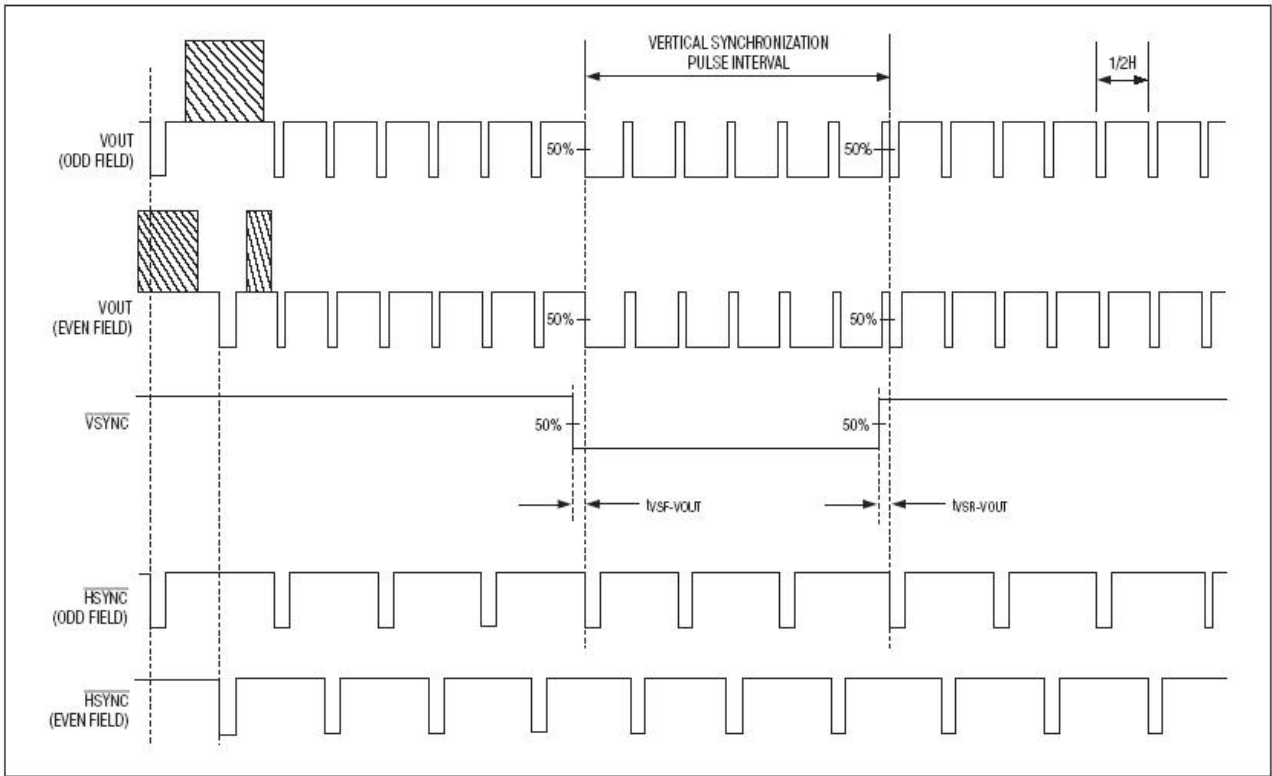 VERTICAL SYNCHRONIZATION
PULSE INTERVAL
1/2H
VOUT
(ODD FIELD)
50%
50%
VOUT
(EVEN FIELD)
50%
50%
VSYNC
50%
50%
tVSF-VOUT
tVSR-VOUT
HSYNC
(ODD FIELD)
HSYNC
(EVEN FIELD)